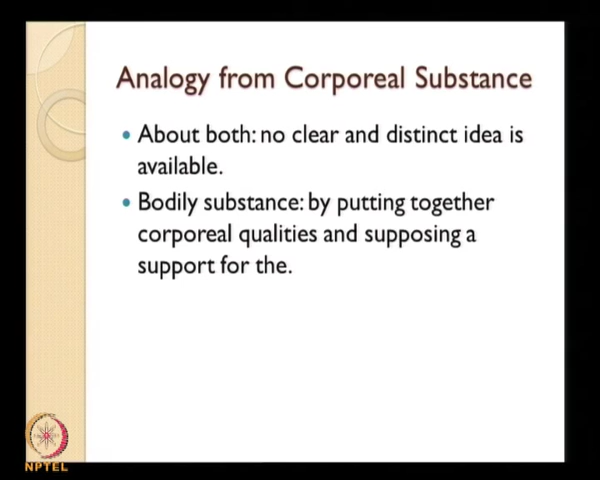 Analogy from Corporeal Substance
• About both: no clear and distinct idea is
available.
• Bodily substance: by putting together
corporeal qualities and supposing a
support for the.
NPTEL